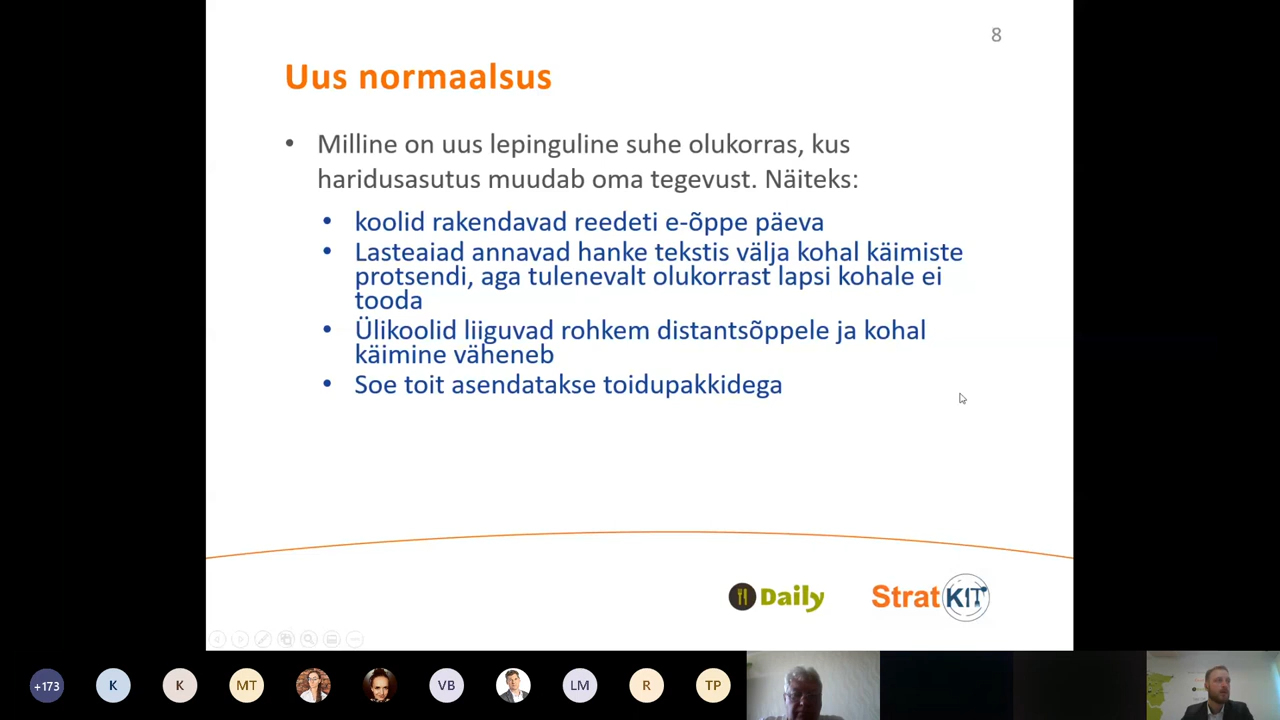 8
Uus normaalsus
• Milline on uus lepinguline suhe olukorras, kus
haridusasutus muudab oma tegevust. Näiteks:
• koolid rakendavad reedeti e-õppe päeva
• Lasteaiad annavad hanke tekstis välja kohal käimiste
protsendi, aga tulenevalt olukorrast lapsi kohale ei
tooda
• Ülikoolid liiguvad rohkem distantsõppele ja kohal
käimine väheneb
• Soe toit asendatakse toidupakkidega
Daily
StratKIT
+173 K K MT VB LM R TP